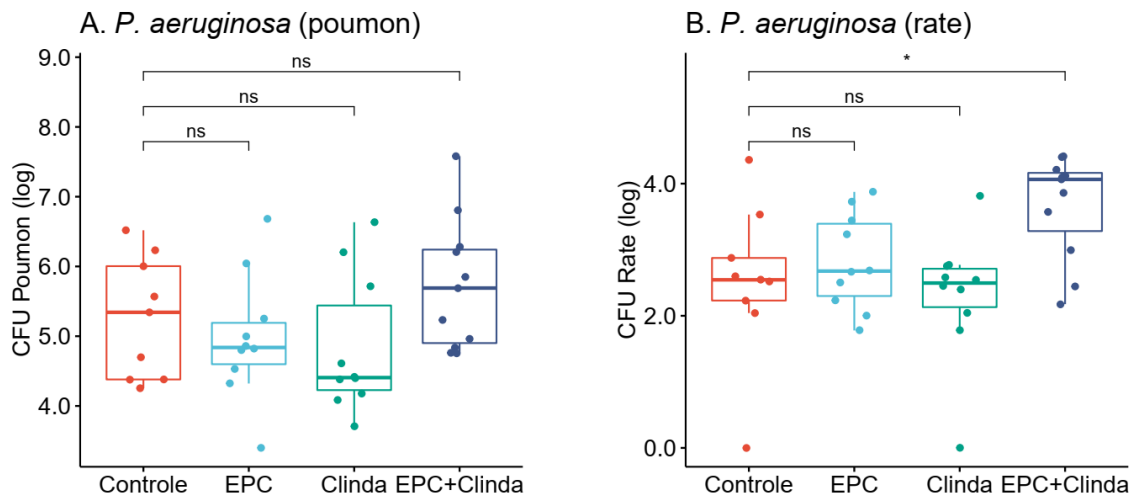 A. P. aeruginosa (poumon)
9.0
8.0
7.0
6.0
5.0
4.0
CFU Poumon (log)
ns
ns
ns
Controle EPC Clinda EPC+Clinda
B. P. aeruginosa (rate)
4.0
2.0
0.0
CFU Rate (log)
*
ns
ns
Controle EPC Clinda EPC+Clinda